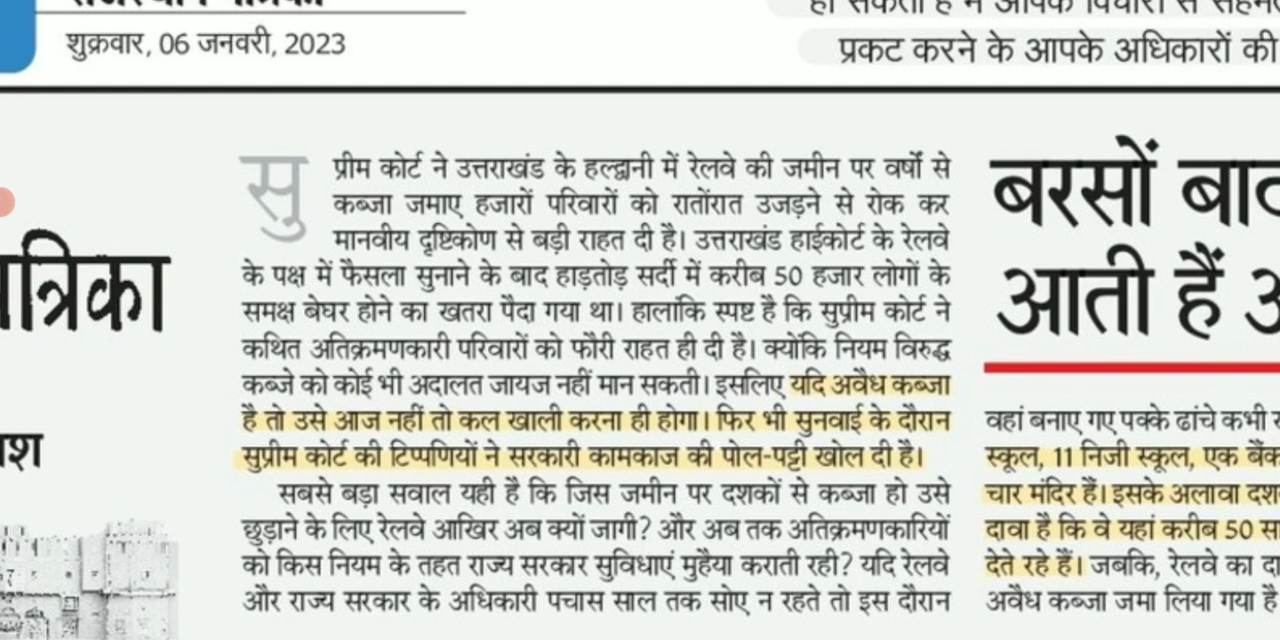 शुक्रवार, 06 जनवरी, 2023
प्रकट करने के आपके अधिकारों की
सुप्रीम कोर्ट ने उत्तराखंड के हल्द्वानी में रेलवे की जमीन पर वर्षों से
कब्जा जमाए हजारों परिवारों को रातोंरात उजड़ने से रोक कर
मानवीय दृष्टिकोण से बड़ी राहत दी है। उत्तराखंड हाईकोर्ट के रेलवे
के पक्ष में फैसला सुनाने के बाद हाड़तोड़ सर्दी में करीब 50 हजार लोगों के
समक्ष बेघर होने का खतरा पैदा गया था। हालांकि स्पष्ट है कि सुप्रीम कोर्ट ने
कथित अतिक्रमणकारी परिवारों को फौरी राहत ही दी है। क्योंकि नियम विरुद्ध
कब्जे को कोई भी अदालत जायज नहीं मान सकती। इसलिए यदि अवैध कब्जा
है तो उसे आज नहीं तो कल खाली करना ही होगा। फिर भी सुनवाई के दौरान
सुप्रीम कोर्ट की टिप्पणियों ने सरकारी कामकाज की पोल-पट्टी खोल दी है।
सबसे बड़ा सवाल यही है कि जिस जमीन पर दशकों से कब्जा हो उसे
छुड़ाने के लिए रेलवे आखिर अब क्यों जागी? और अब तक अतिक्रमणकारियों
को किस नियम के तहत राज्य सरकार सुविधाएं मुहैया कराती रही? यदि रेलवे
और राज्य सरकार के अधिकारी पचास साल तक सोए न रहते तो इस दौरान
बरसों
आती हैं
वहां बनाए गए पक्के ढांचे कभी
स्कूल, 11 निजी स्कूल, एक बैंक
चार मंदिर हैं। इसके अलावा
दावा है कि वे यहां करीब 50
देते रहे हैं। जबकि, रेलवे का
अवैध कब्जा जमा लिया गया है